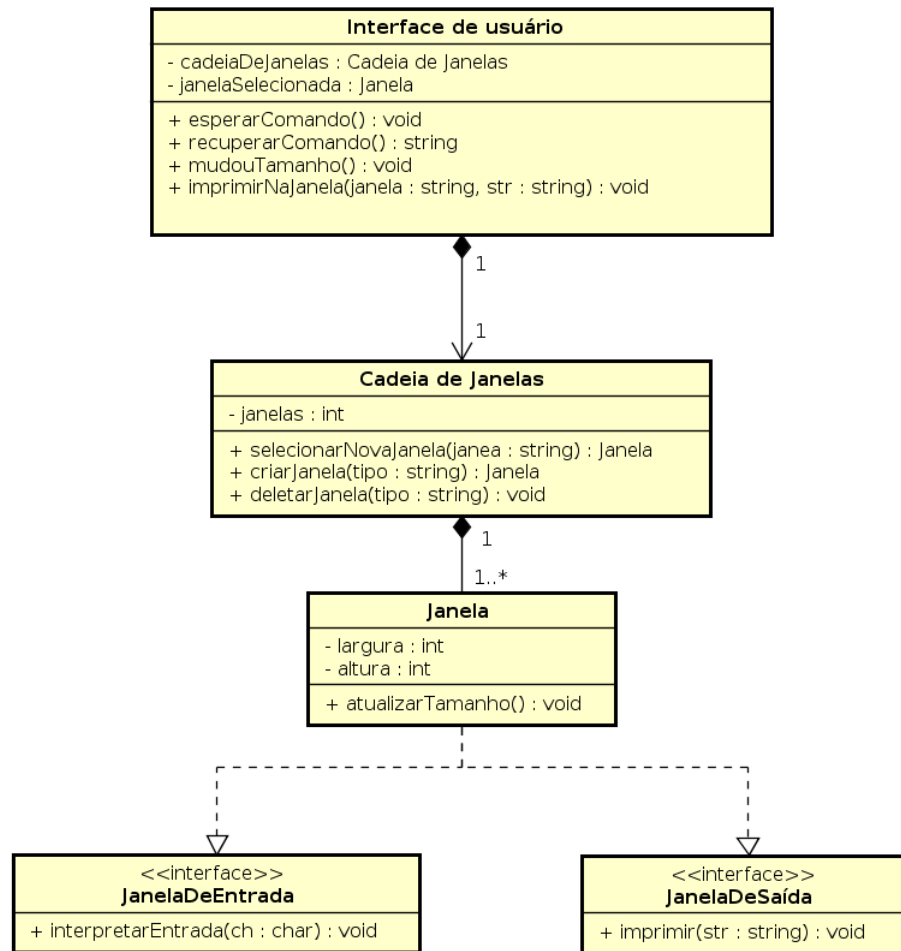 Interface de usuário
- cadeiaDeJanelas : Cadeia de Janelas
- janelaSelecionada : Janela
+ esperarComando() : void
+ recuperarComando() : string
+ mudouTamanho() : void
+ imprimirNaJanela(janela : string, str : string) : void
1
1
Cadeia de Janelas
- janelas : int
+ selecionarNovaJanela(janea : string) : Janela
+ criarJanela(tipo : string) : Janela
+ deletarJanela(tipo : string) : void
1
1..*
Janela
- largura : int
- altura : int
+ atualizarTamanho() : void
<<interface>>
JanelaDeEntrada
+ interpretarEntrada(ch : char) : void
<<interface>>
JanelaDeSaída
+ imprimir(str : string) : void